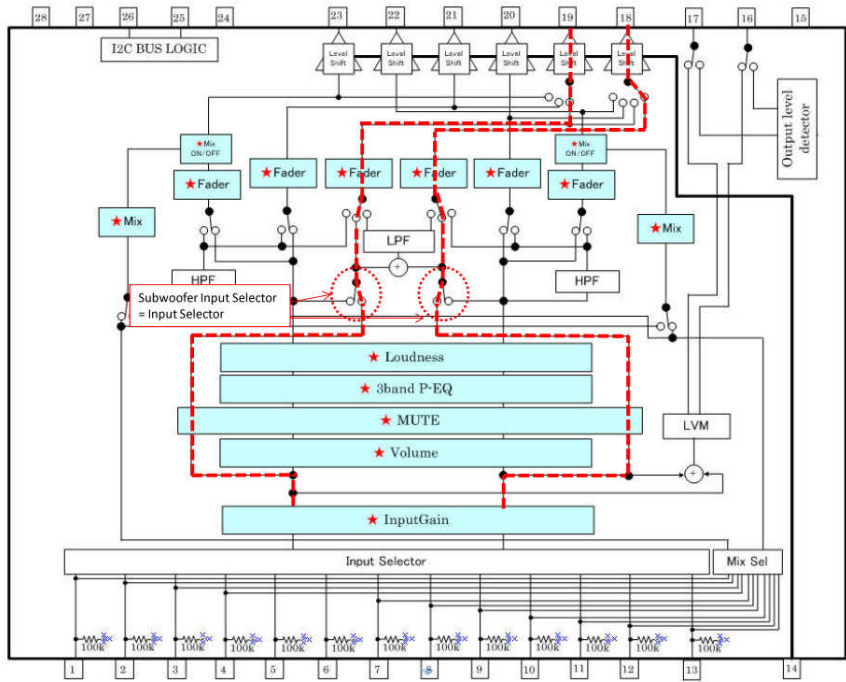 28 27 26 25 24 23 22 21 20 19 18 17 16 15
I2C BUS LOGIC
Level Shift
Level Shift
Level Shift
Level Shift
Level Shift
Level Shift
Output level detector
★Mix ON/OFF
★Mix ON/OFF
★Fader
★Fader
★Fader
★Fader
★Fader
★Fader
★Mix
★Mix
LPF
+
HPF
HPF
Subwoofer Input Selector
= Input Selector
★ Loudness
★ 3band P-EQ
★ MUTE
LVM
★ Volume
+
★ InputGain
Input Selector
Mix Sel
100k 100k 100k 100k 100k 100k 100k 100k 100k 100k 100k 100k 100k
1 2 3 4 5 6 7 8 9 10 11 12 13 14